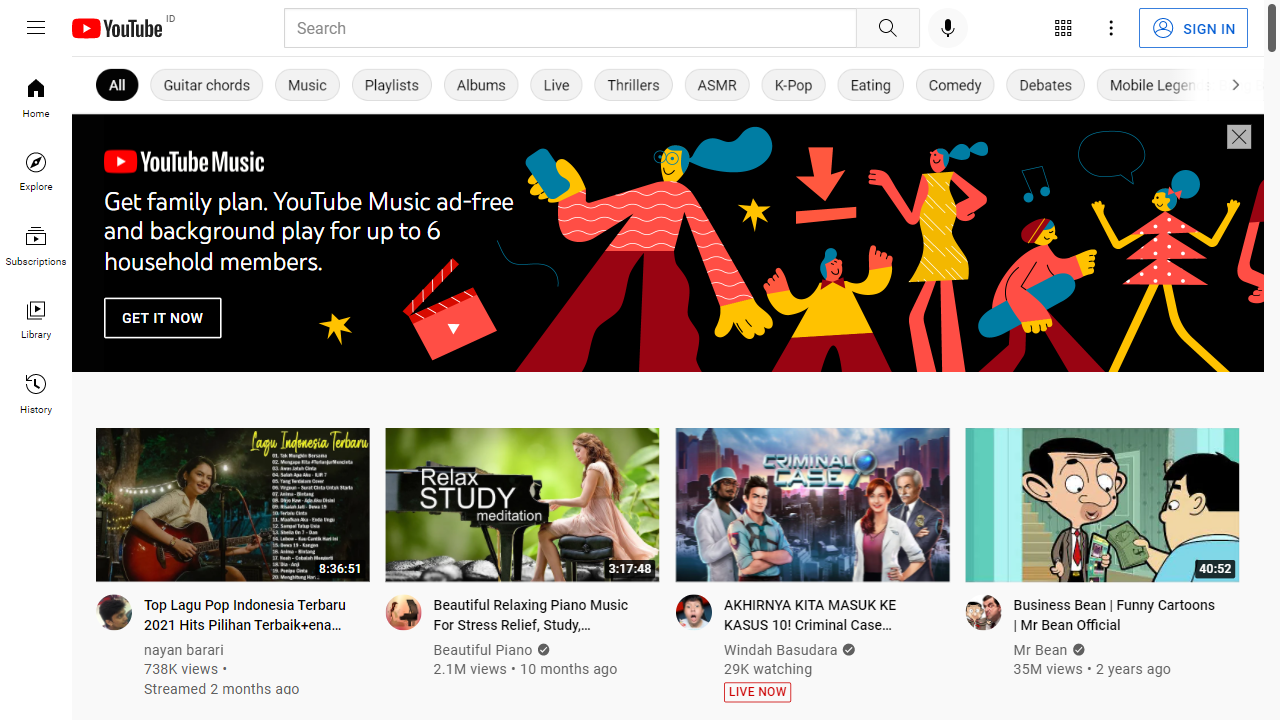 YouTube ID
Search
SIGN IN
Home
Explore
Subscriptions
Library
History
All
Guitar chords
Music
Playlists
Albums
Live
Thrillers
ASMR
K-Pop
Eating
Comedy
Debates
Mobile Legen
YouTube Music
Get family plan. YouTube Music ad-free
and background play for up to 6
household members.
GET IT NOW
Lagu Indonesia Terbaru
8:36:51
Relax
STUDY
meditation
3:17:48
CRIMINAL
CASE
40:52
Top Lagu Pop Indonesia Terbaru
2021 Hits Pilihan Terbaik+ena…
nayan barari
738K views •
Streamed 2 months ago
Beautiful Relaxing Piano Music
For Stress Relief, Study,…
Beautiful Piano
2.1M views • 10 months ago
AKHIRNYA KITA MASUK KE
KASUS 10! Criminal Case…
Windah Basudara
29K watching
LIVE NOW
Business Bean | Funny Cartoons
| Mr Bean Official
Mr Bean
35M views • 2 years ago